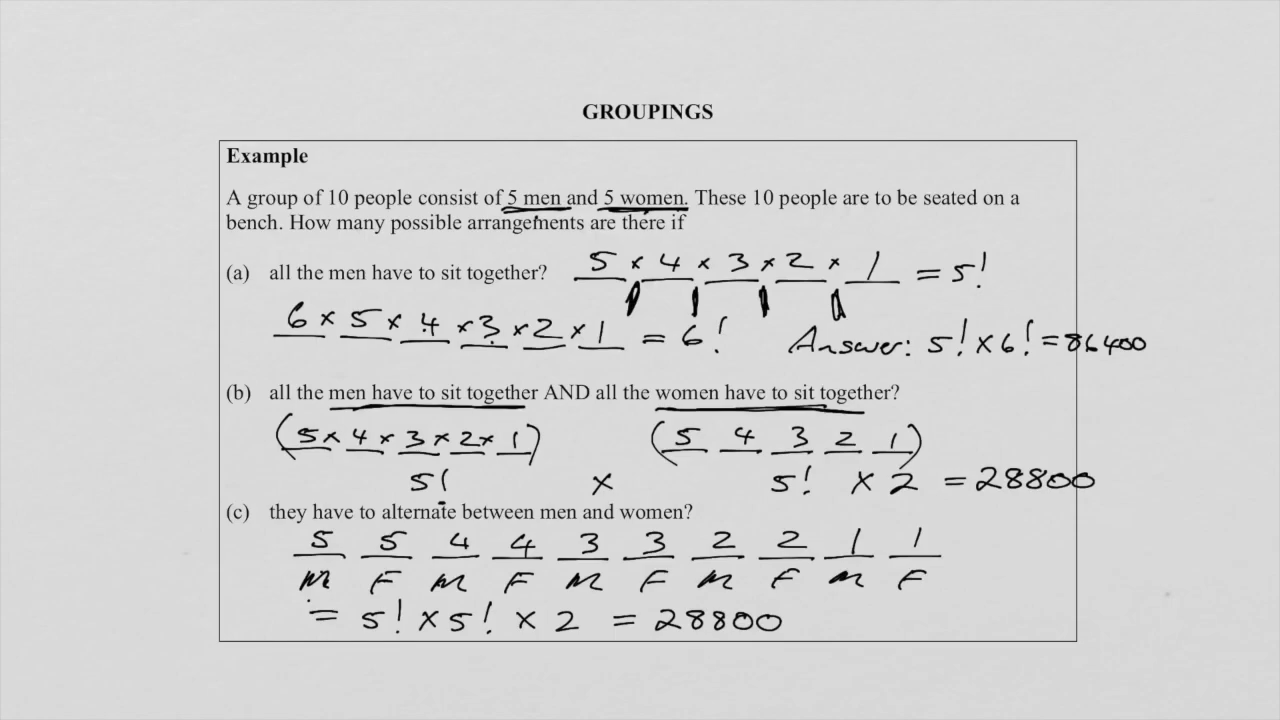 GROUPINGS
Example
A group of 10 people consist of 5 men and 5 women. These 10 people are to be seated on a
bench. How many possible arrangements are there if
(a) all the men have to sit together? 5 × 4 × 3 × 2 × 1 = 5!
6 × 5 × 4 × 3 × 2 × 1 = 6! Answer: 5! × 6! = 86400
(b) all the men have to sit together AND all the women have to sit together?
(5 × 4 × 3 × 2 × 1) (5 4 3 2 1)
5! × 5! × 2 = 28800
(c) they have to alternate between men and women?
5 5 4 4 3 3 2 2 1 1
M F M F M F M F M F
= 5! × 5! × 2 = 28800